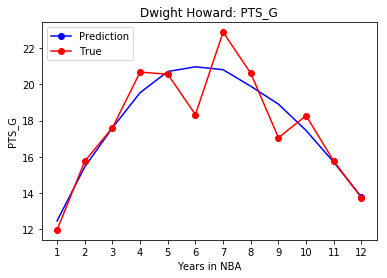 Dwight Howard: PTS_G
Prediction
True
22
20
18
16
14
12
PTS_G
1 2 3 4 5 6 7 8 9 10 11 12
Years in NBA